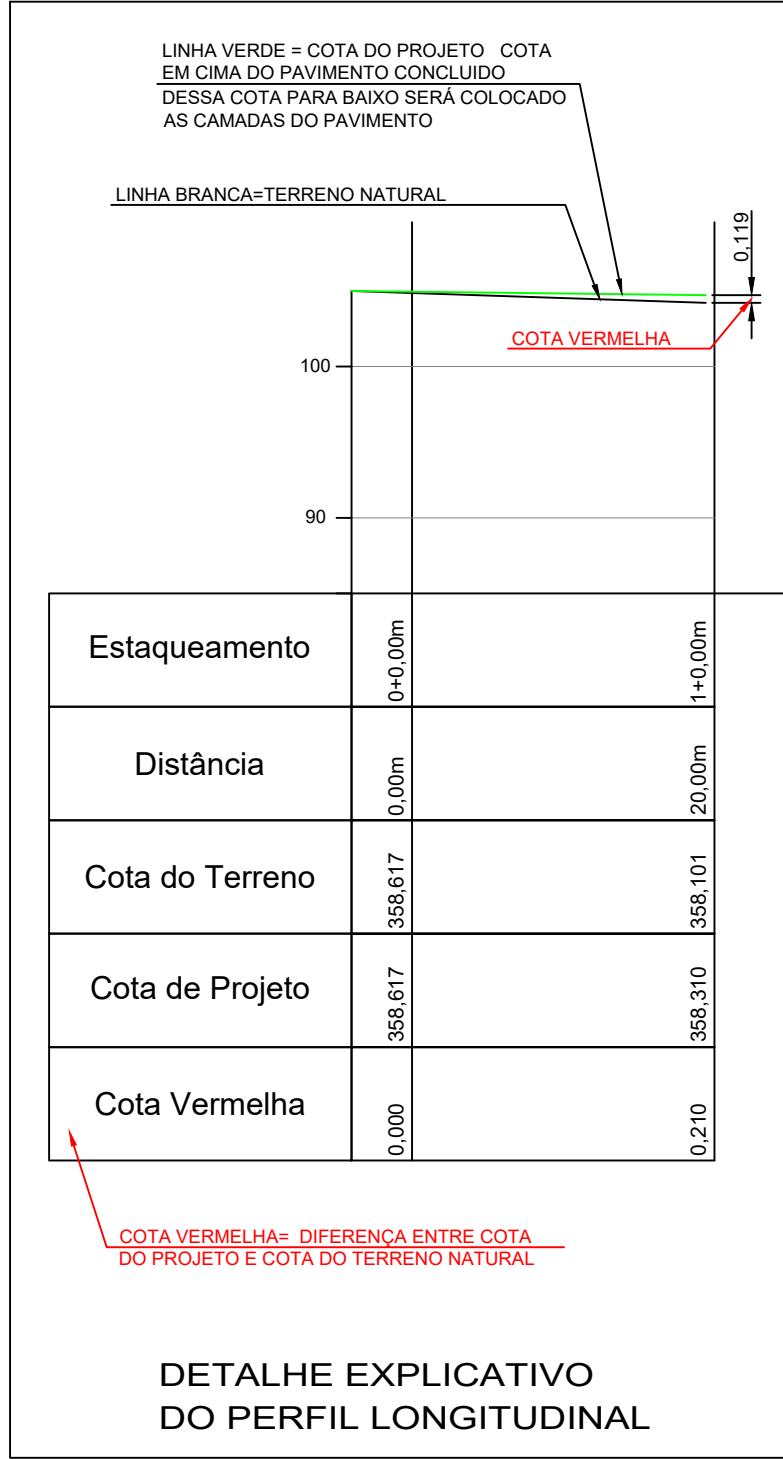 LINHA VERDE = COTA DO PROJETO COTA
EM CIMA DO PAVIMENTO CONCLUIDO
DESSA COTA PARA BAIXO SERÁ COLOCADO
AS CAMADAS DO PAVIMENTO
LINHA BRANCA=TERRENO NATURAL
0,119
COTA VERMELHA
100
90
Estaqueamento
0+0,00m
1+0,00m
Distância
0,00m
20,00m
Cota do Terreno
358,617
358,101
Cota de Projeto
358,617
358,310
Cota Vermelha
0,000
0,210
COTA VERMELHA= DIFERENÇA ENTRE COTA
DO PROJETO E COTA DO TERRENO NATURAL
DETALHE EXPLICATIVO
DO PERFIL LONGITUDINAL